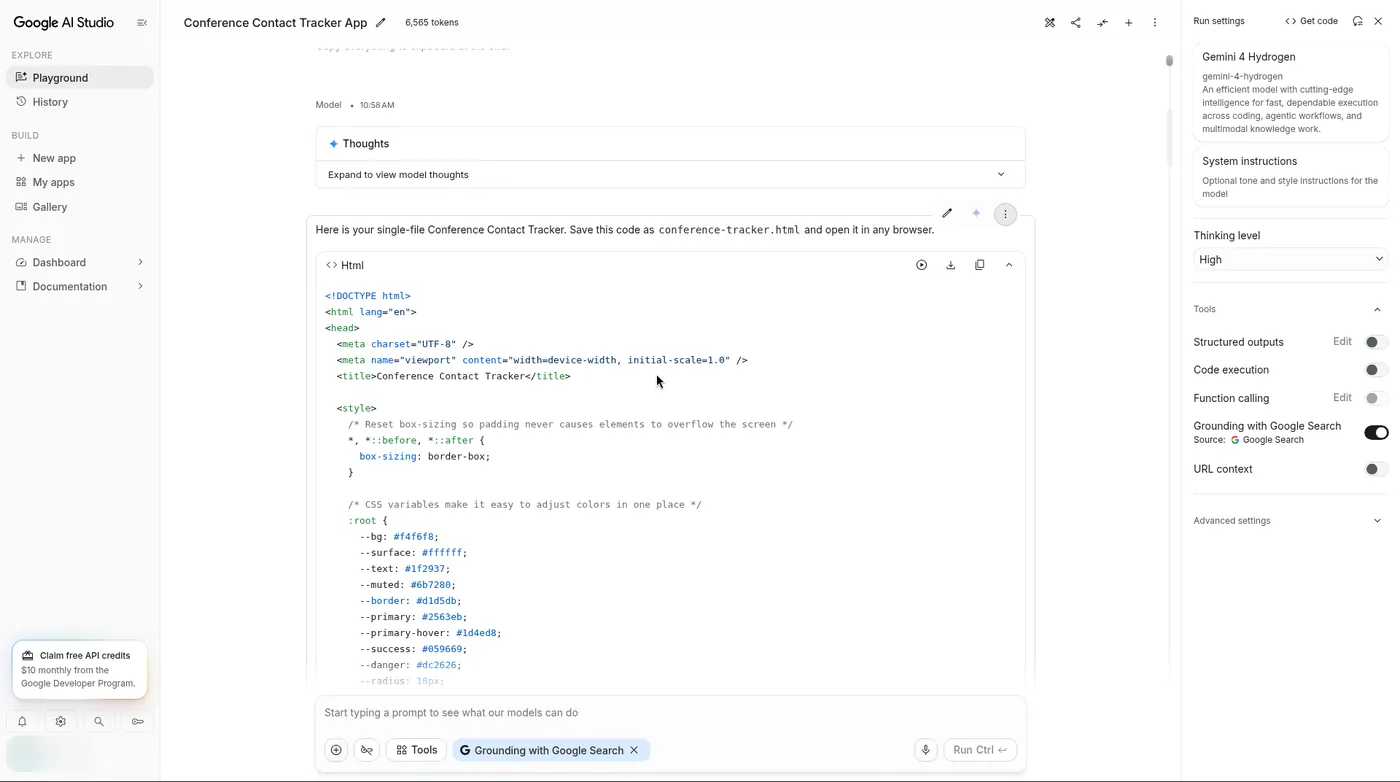 Google AI Studio
EXPLORE
Playground
History
BUILD
New app
My apps
Gallery
MANAGE
Dashboard
Documentation
Claim free API credits
$10 monthly from the
Google Developer Program.
Conference Contact Tracker App
6,565 tokens
Model • 10:58 AM
Thoughts
Expand to view model thoughts
Here is your single-file Conference Contact Tracker. Save this code as conference-tracker.html and open it in any browser.
Html
<!DOCTYPE html>
<html lang="en">
<head>
<meta charset="UTF-8" />
<meta name="viewport" content="width=device-width, initial-scale=1.0" />
<title>Conference Contact Tracker</title>
<style>
/* Reset box-sizing so padding never causes elements to overflow the screen */
*, *::before, *::after {
box-sizing: border-box;
}
/* CSS variables make it easy to adjust colors in one place */
:root {
--bg: #f4f6f8;
--surface: #ffffff;
--text: #1f2937;
--muted: #6b7280;
--border: #d1d5db;
--primary: #2563eb;
--primary-hover: #1d4ed8;
--success: #059669;
--danger: #dc2626;
--radius: 10px;
Start typing a prompt to see what our models can do
Tools
Grounding with Google Search
Run Ctrl ↵
Run settings
<> Get code
Gemini 4 Hydrogen
gemini-4-hydrogen
An efficient model with cutting-edge
intelligence for fast, dependable execution
across coding, agentic workflows, and
multimodal knowledge work.
System instructions
Optional tone and style instructions for the
model
Thinking level
High
Tools
Structured outputs Edit
Code execution
Function calling Edit
Grounding with Google Search
Source: Google Search
URL context
Advanced settings